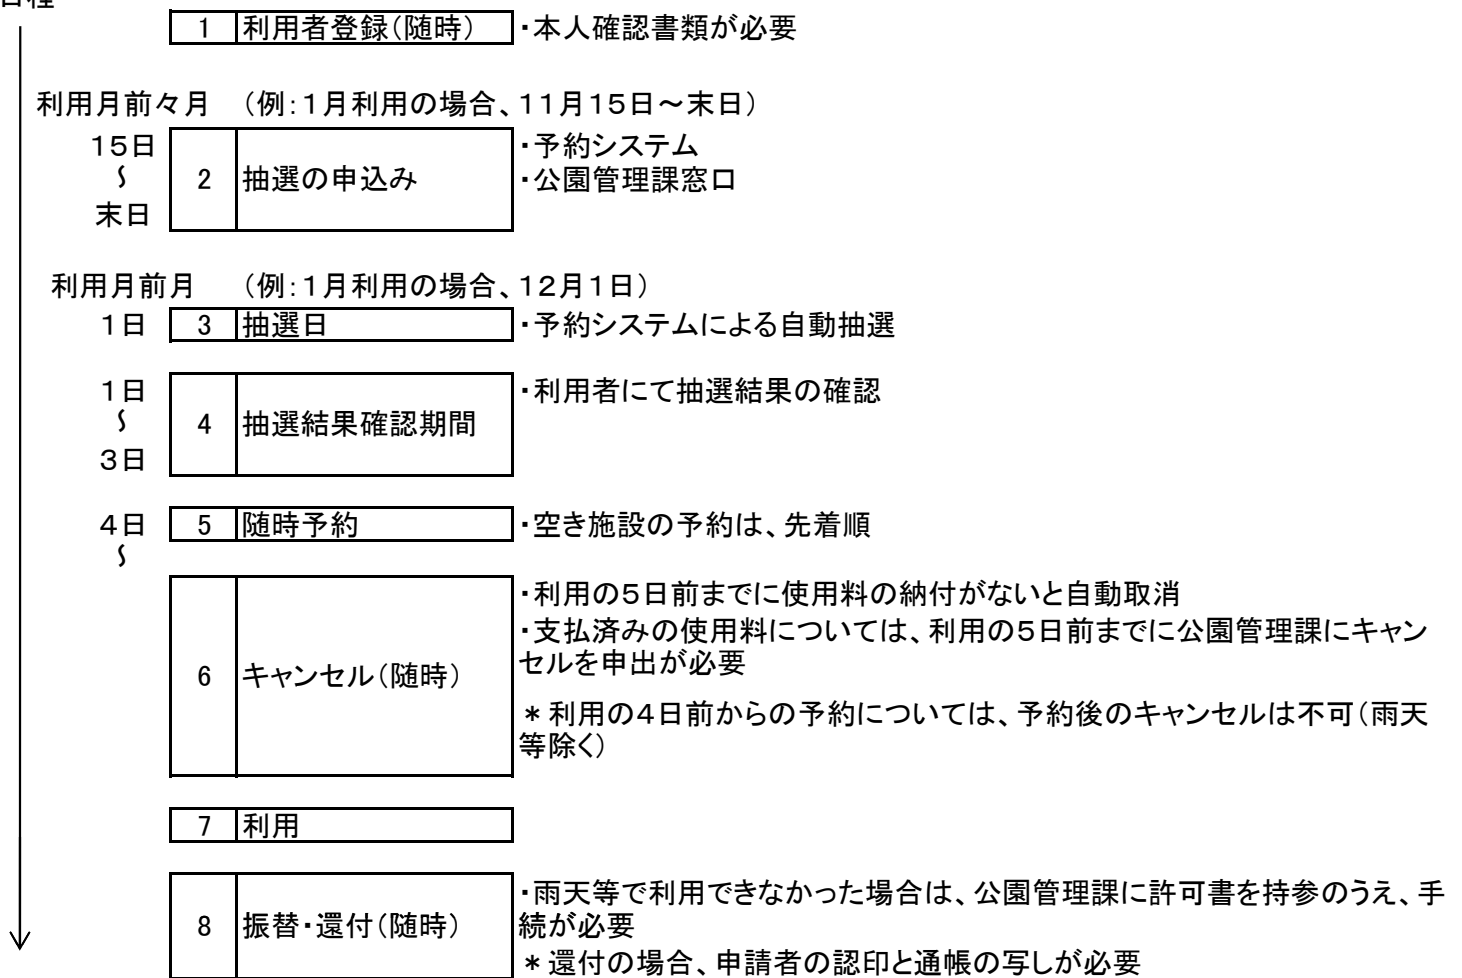 日程
1 利用者登録(随時) ・本人確認書類が必要
利用月前々月 (例:1月利用の場合、11月15日～末日)
15日
～
末日
2 抽選の申込み
・予約システム
・公園管理課窓口
利用月前月 (例:1月利用の場合、12月1日)
1日 3 抽選日 ・予約システムによる自動抽選
1日
～
3日
4 抽選結果確認期間
・利用者にて抽選結果の確認
4日 5 随時予約 ・空き施設の予約は、先着順
～
6 キャンセル(随時)
・利用の5日前までに使用料の納付がないと自動取消
・支払済みの使用料については、利用の5日前までに公園管理課にキャン
セルを申出が必要
＊利用の4日前からの予約については、予約後のキャンセルは不可(雨天
等除く)
7 利用
8 振替・還付(随時)
・雨天等で利用できなかった場合は、公園管理課に許可書を持参のうえ、手
続が必要
＊還付の場合、申請者の認印と通帳の写しが必要